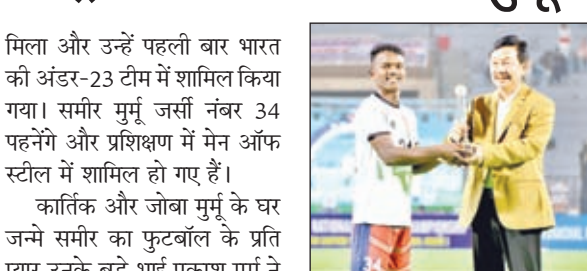 मिला और उन्हें पहली बार भारत
की अंडर-23 टीम में शामिल किया
गया। समीर मुर्मू जर्सी नंबर 34
पहनेंगे और प्रशिक्षण में मेन ऑफ
स्टील में शामिल हो गए हैं।
कार्तिक और जोबा मुर्मू के घर
जन्मे समीर का फुटबॉल के प्रति
34